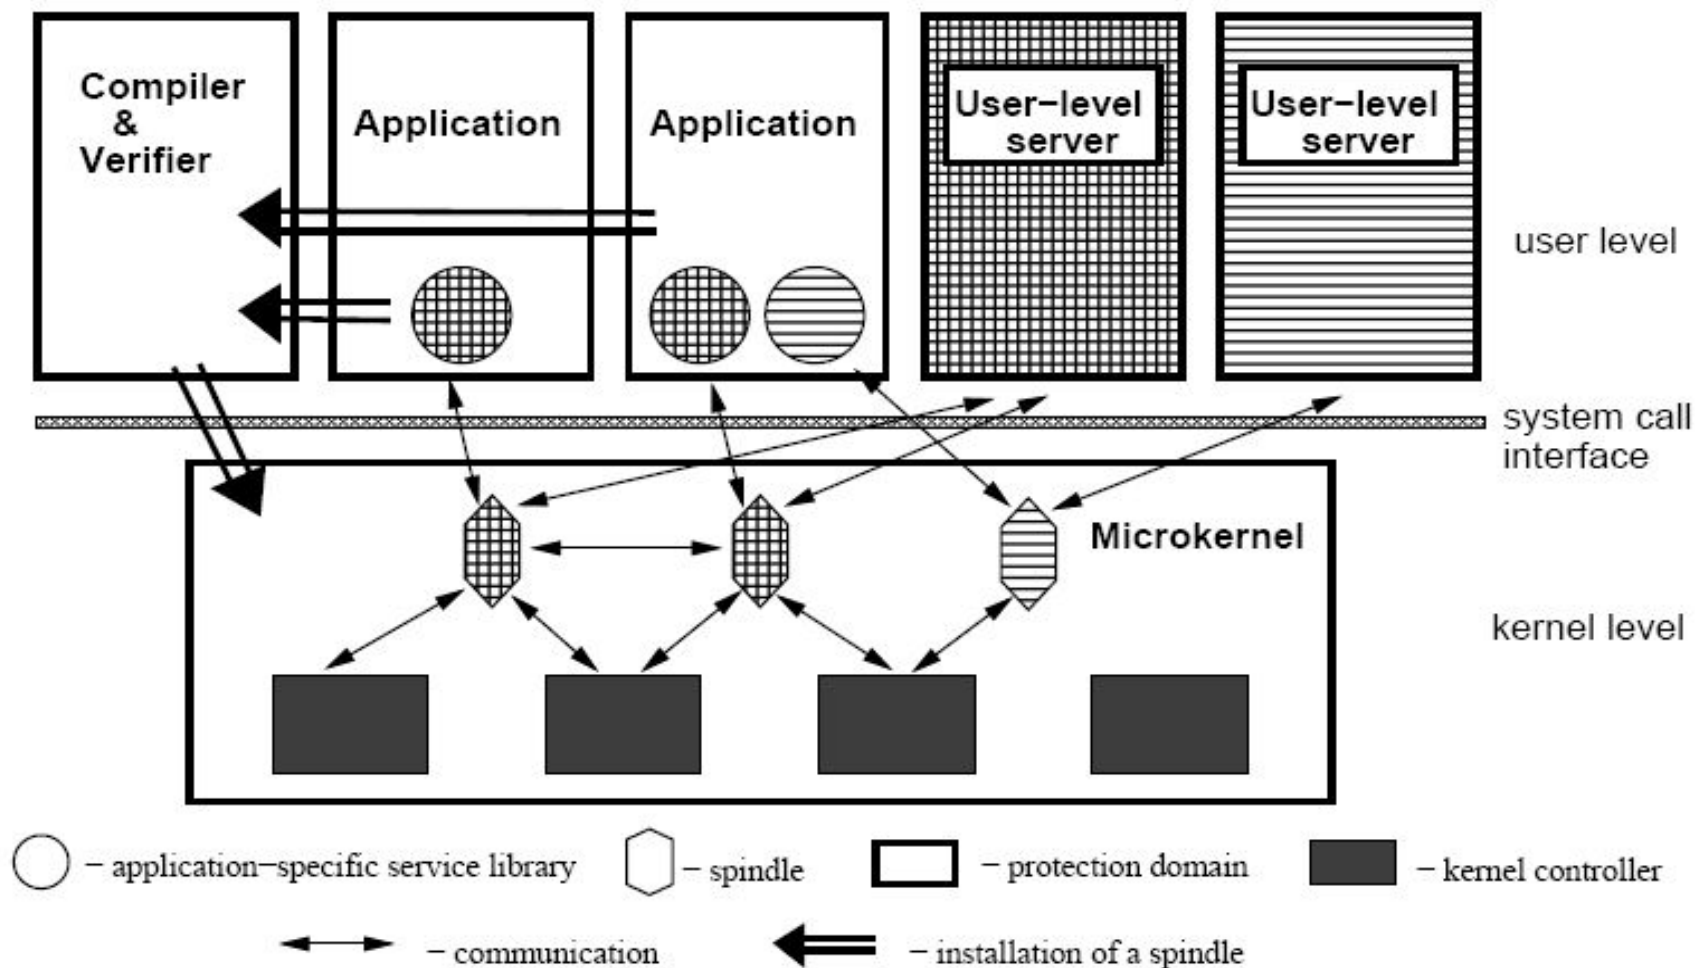 Compiler
&
Verifier
Application
Application
User−level
server
User−level
server
user level
system call
interface
Microkernel
kernel level
− application−specific service library
− spindle
− protection domain
− kernel controller
− communication
− installation of a spindle